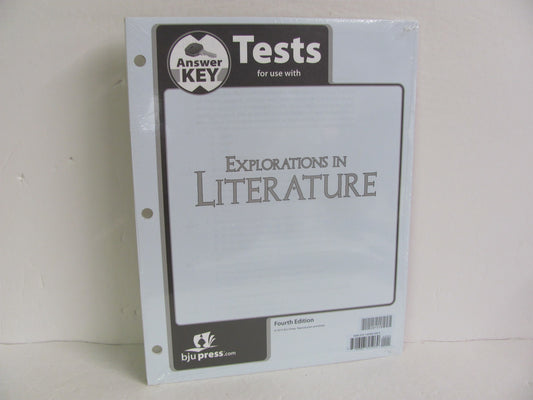 Answer
KEY
Tests
for use with
EXPLORATIONS IN
LITERATURE
Fourth Edition
bjupress.com